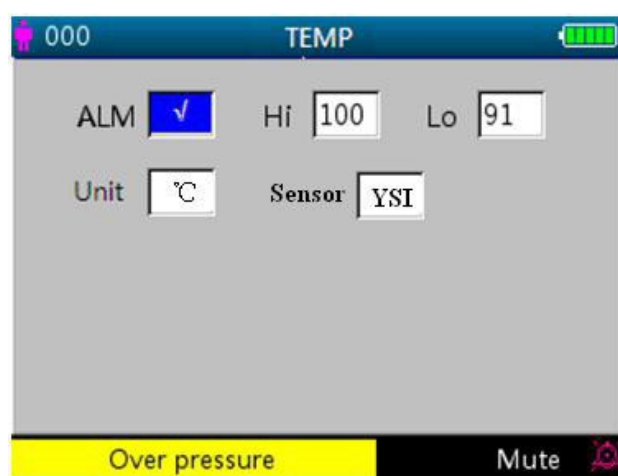 000 TEMP
ALM √ Hi 100 Lo 91
Unit ℃ Sensor YSI
Over pressure Mute